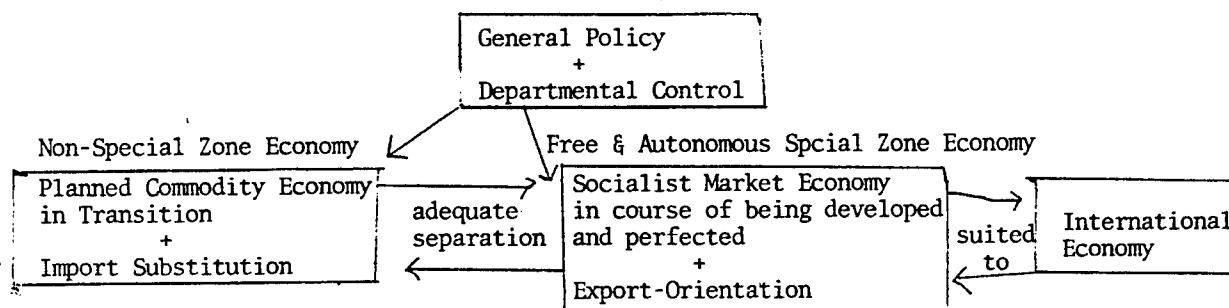 General Policy
+
Departmental Control
Non-Special Zone Economy
Free & Autonomous Spcial Zone Economy
Planned Commodity Economy
in Transition
+
Import Substitution
adequate
separation
Socialist Market Economy
in course of being developed
and perfected
+
Export-Orientation
suited
to
International
Economy